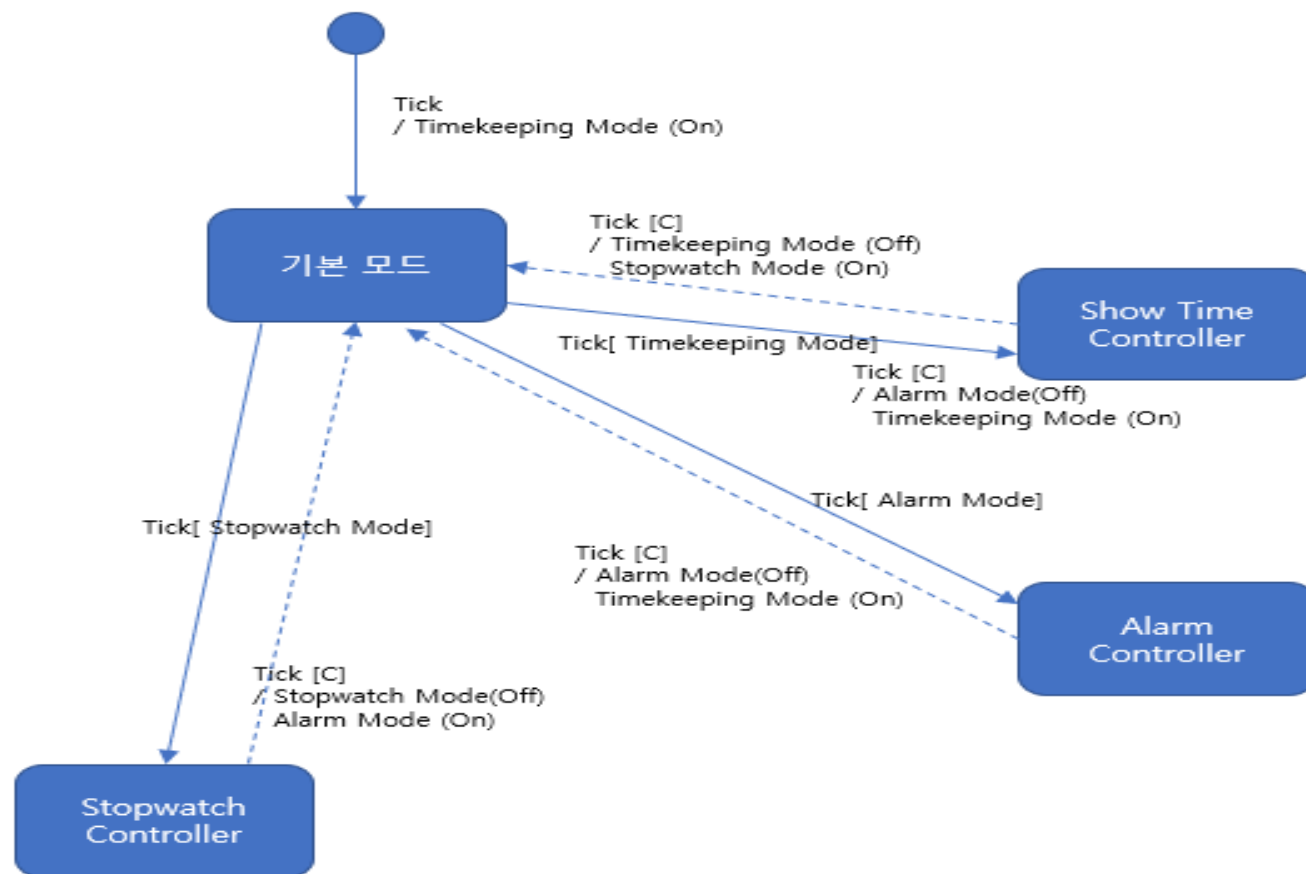 Tick
/ Timekeeping Mode (On)
기본 모드
Tick [C]
/ Timekeeping Mode (Off)
Stopwatch Mode (On)
Show Time
Controller
Tick[ Timekeeping Mode]
Tick [C]
/ Alarm Mode(Off)
Timekeeping Mode (On)
Tick[ Alarm Mode]
Tick[ Stopwatch Mode]
Tick [C]
/ Alarm Mode(Off)
Timekeeping Mode (On)
Alarm
Controller
Tick [C]
/ Stopwatch Mode(Off)
Alarm Mode (On)
Stopwatch
Controller